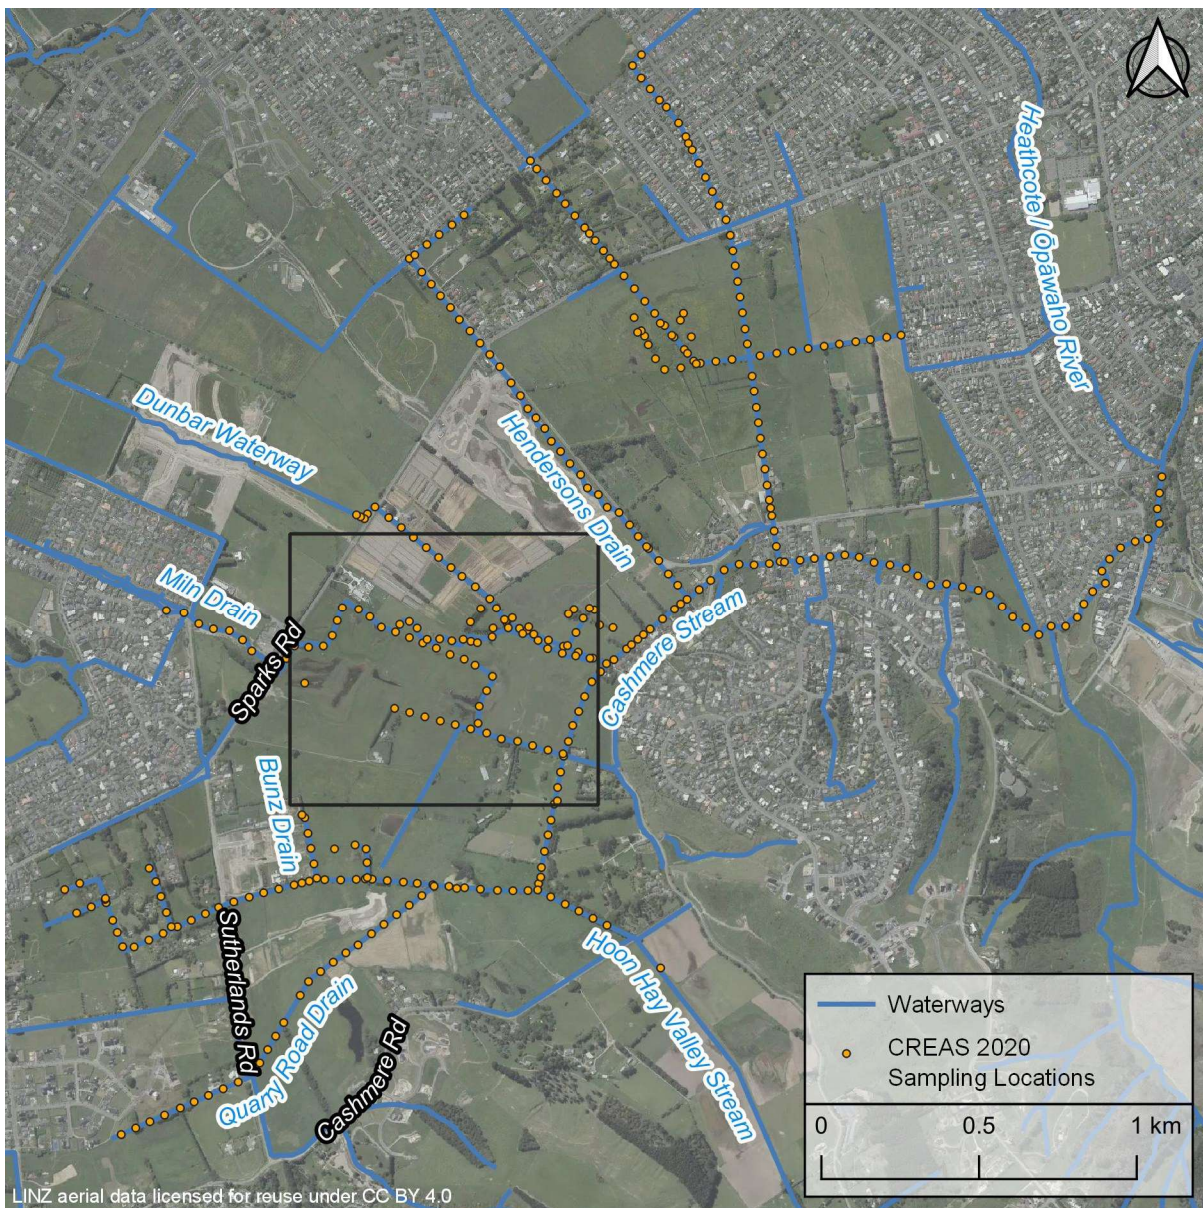 Heathcote / Ōpāwaho River
Dunbar Waterway
Hendersons Drain
Miln Drain
Sparks Rd
Cashmere Stream
Bunz Drain
Sutherlands Rd
Hoon Hay Valley Stream
Quarry Road Drain
Cashmere Rd
Waterways
CREAS 2020
Sampling Locations
0 0.5 1 km
LINZ aerial data licensed for reuse under CC BY 4.0